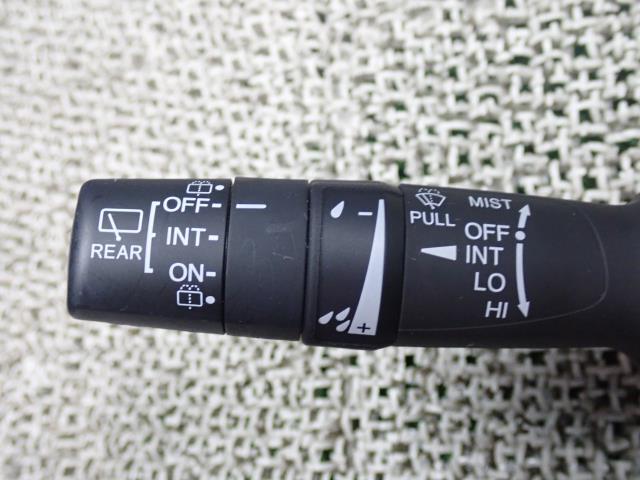 REAR
OFF
INT
ON
−
+
PULL
MIST
OFF
INT
LO
HI